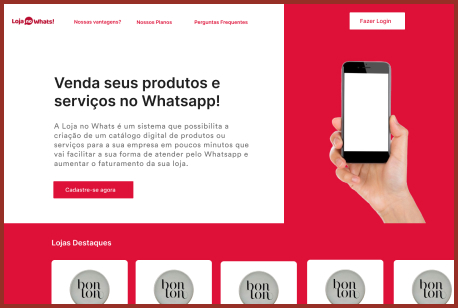 Loja no Whats!
Nossas vantagens? Nossos Planos Perguntas Frequentes
Fazer Login
Venda seus produtos e
serviços no Whatsapp!
A Loja no Whats é um sistema que possibilita a
criação de um catálogo digital de produtos ou
serviços para a sua empresa em poucos minutos que
vai facilitar a sua forma de atender pelo Whatsapp e
aumentar o faturamento da sua loja.
Cadastre-se agora
Lojas Destaques
bon bon bon bon bon
ton ton ton ton ton